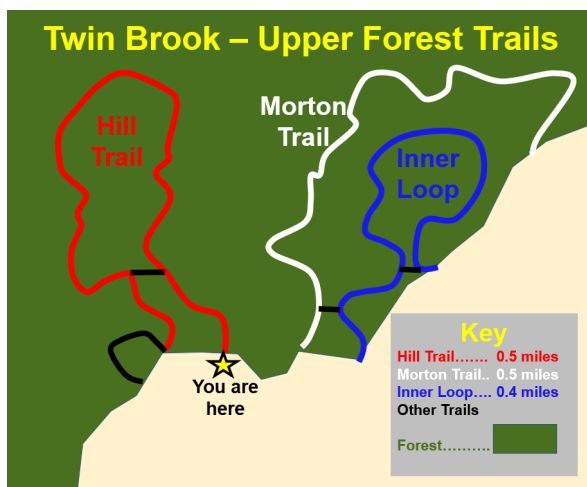 Twin Brook – Upper Forest Trails
Hill
Trail
Morton
Trail
Inner
Loop
You are
here
Key
Hill Trail....... 0.5 miles
Morton Trail.. 0.5 miles
Inner Loop.... 0.4 miles
Other Trails
Forest..........